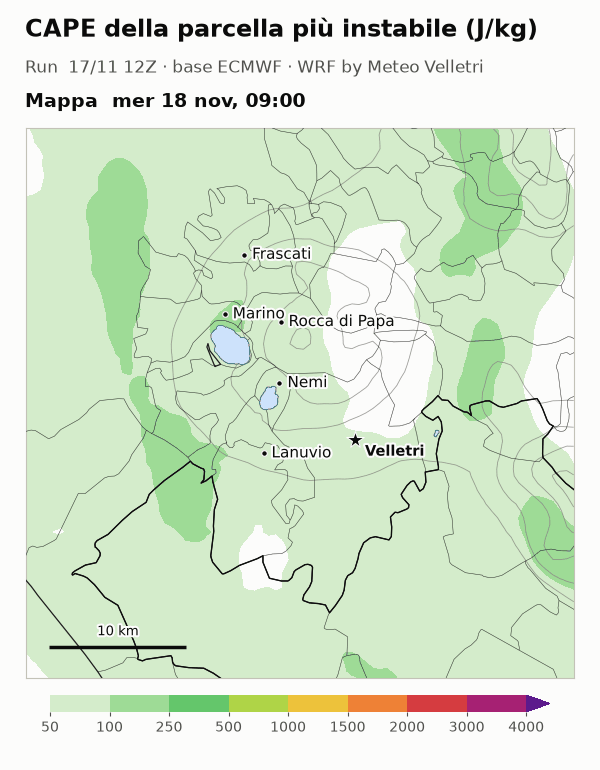 CAPE della parcella più instabile (J/kg)
Run  17/11 12Z · base ECMWF · WRF by Meteo Velletri
Mappa  mer 18 nov, 09:00
Frascati
Marino
Rocca di Papa
Nemi
Velletri
Lanuvio
10 km
50 100 250 500 1000 1500 2000 3000 4000